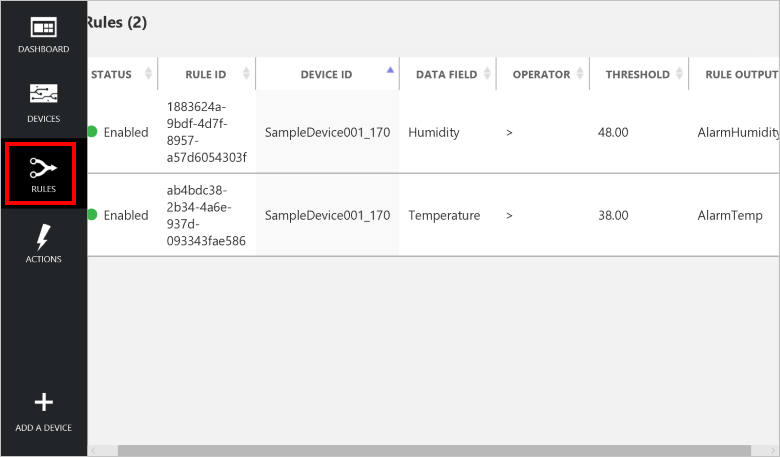 DASHBOARD
DEVICES
RULES
ACTIONS
ADD A DEVICE
Rules (2)
STATUS RULE ID DEVICE ID DATA FIELD OPERATOR THRESHOLD RULE OUTPUT
Enabled 1883624a- SampleDevice001_170 Humidity > 48.00 AlarmHumidity
9bdf-4d7f-
8957-
a57d6054303f
Enabled ab4bdc38- SampleDevice001_170 Temperature > 38.00 AlarmTemp
2b34-4a6e-
937d-
093343fae586